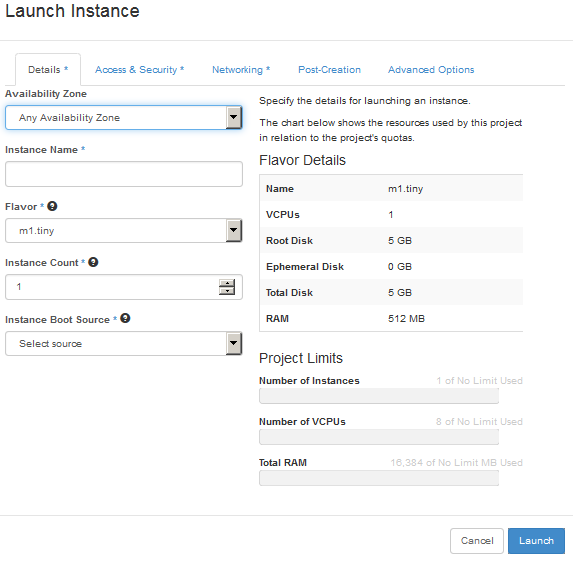 Launch Instance
Details *
Access & Security *
Networking *
Post-Creation
Advanced Options
Availability Zone
Any Availability Zone
Instance Name *
Flavor *
m1.tiny
Instance Count *
1
Instance Boot Source *
Select source
Specify the details for launching an instance.
The chart below shows the resources used by this project
in relation to the project's quotas.
Flavor Details
Name m1.tiny
VCPUs 1
Root Disk 5 GB
Ephemeral Disk 0 GB
Total Disk 5 GB
RAM 512 MB
Project Limits
Number of Instances 1 of No Limit Used
Number of VCPUs 8 of No Limit Used
Total RAM 16,384 of No Limit MB Used
Cancel
Launch